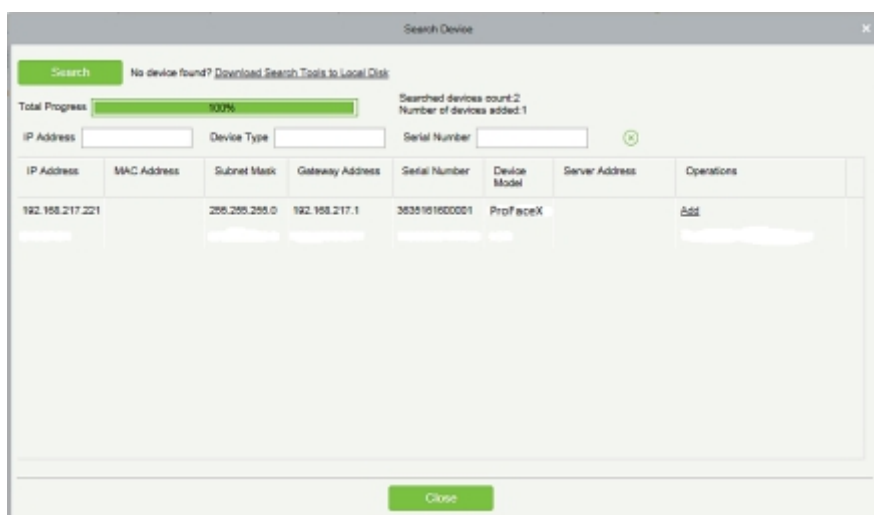 Search Device
Search No device found? Download Search Tools to Local Disk
Total Progress 100% Searched devices count:2
Number of devices added:1
IP Address Device Type Serial Number
IP Address MAC Address Subnet Mask Gateway Address Serial Number Device Model Server Address Operations
192.168.217.221 255.255.255.0 192.168.217.1 3635161600001 ProFaceX Add
Close